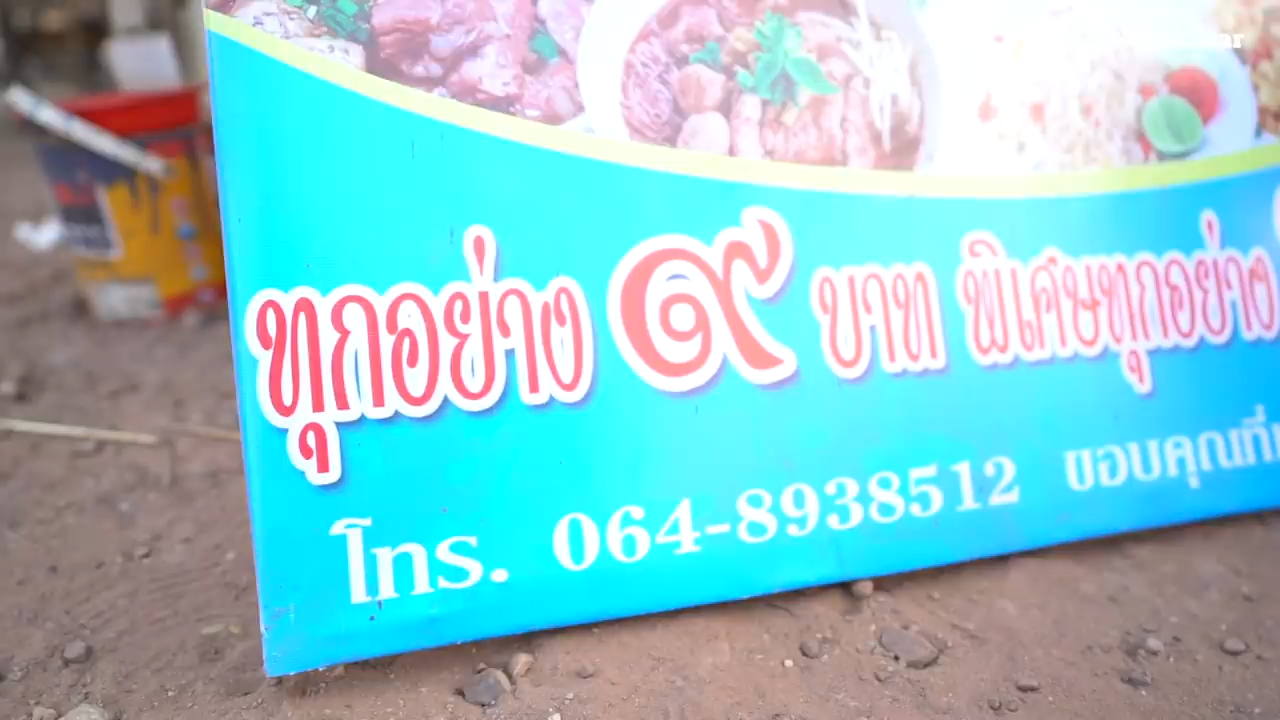 ทุกอย่าง ๙ บาท พิเศษทุกอย่าง
โทร. 064-8938512 ขอบคุณที่